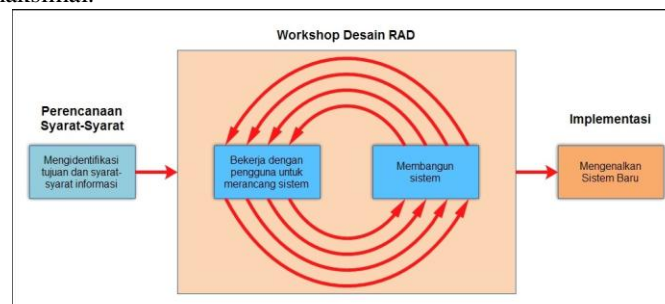 Workshop Desain RAD
Perencanaan
Syarat-Syarat
Mengidentifikasi
tujuan dan syarat-
syarat informasi
Bekerja dengan
pengguna untuk
merancang sistem
Membangun
sistem
Implementasi
Mengenalkan
Sistem Baru